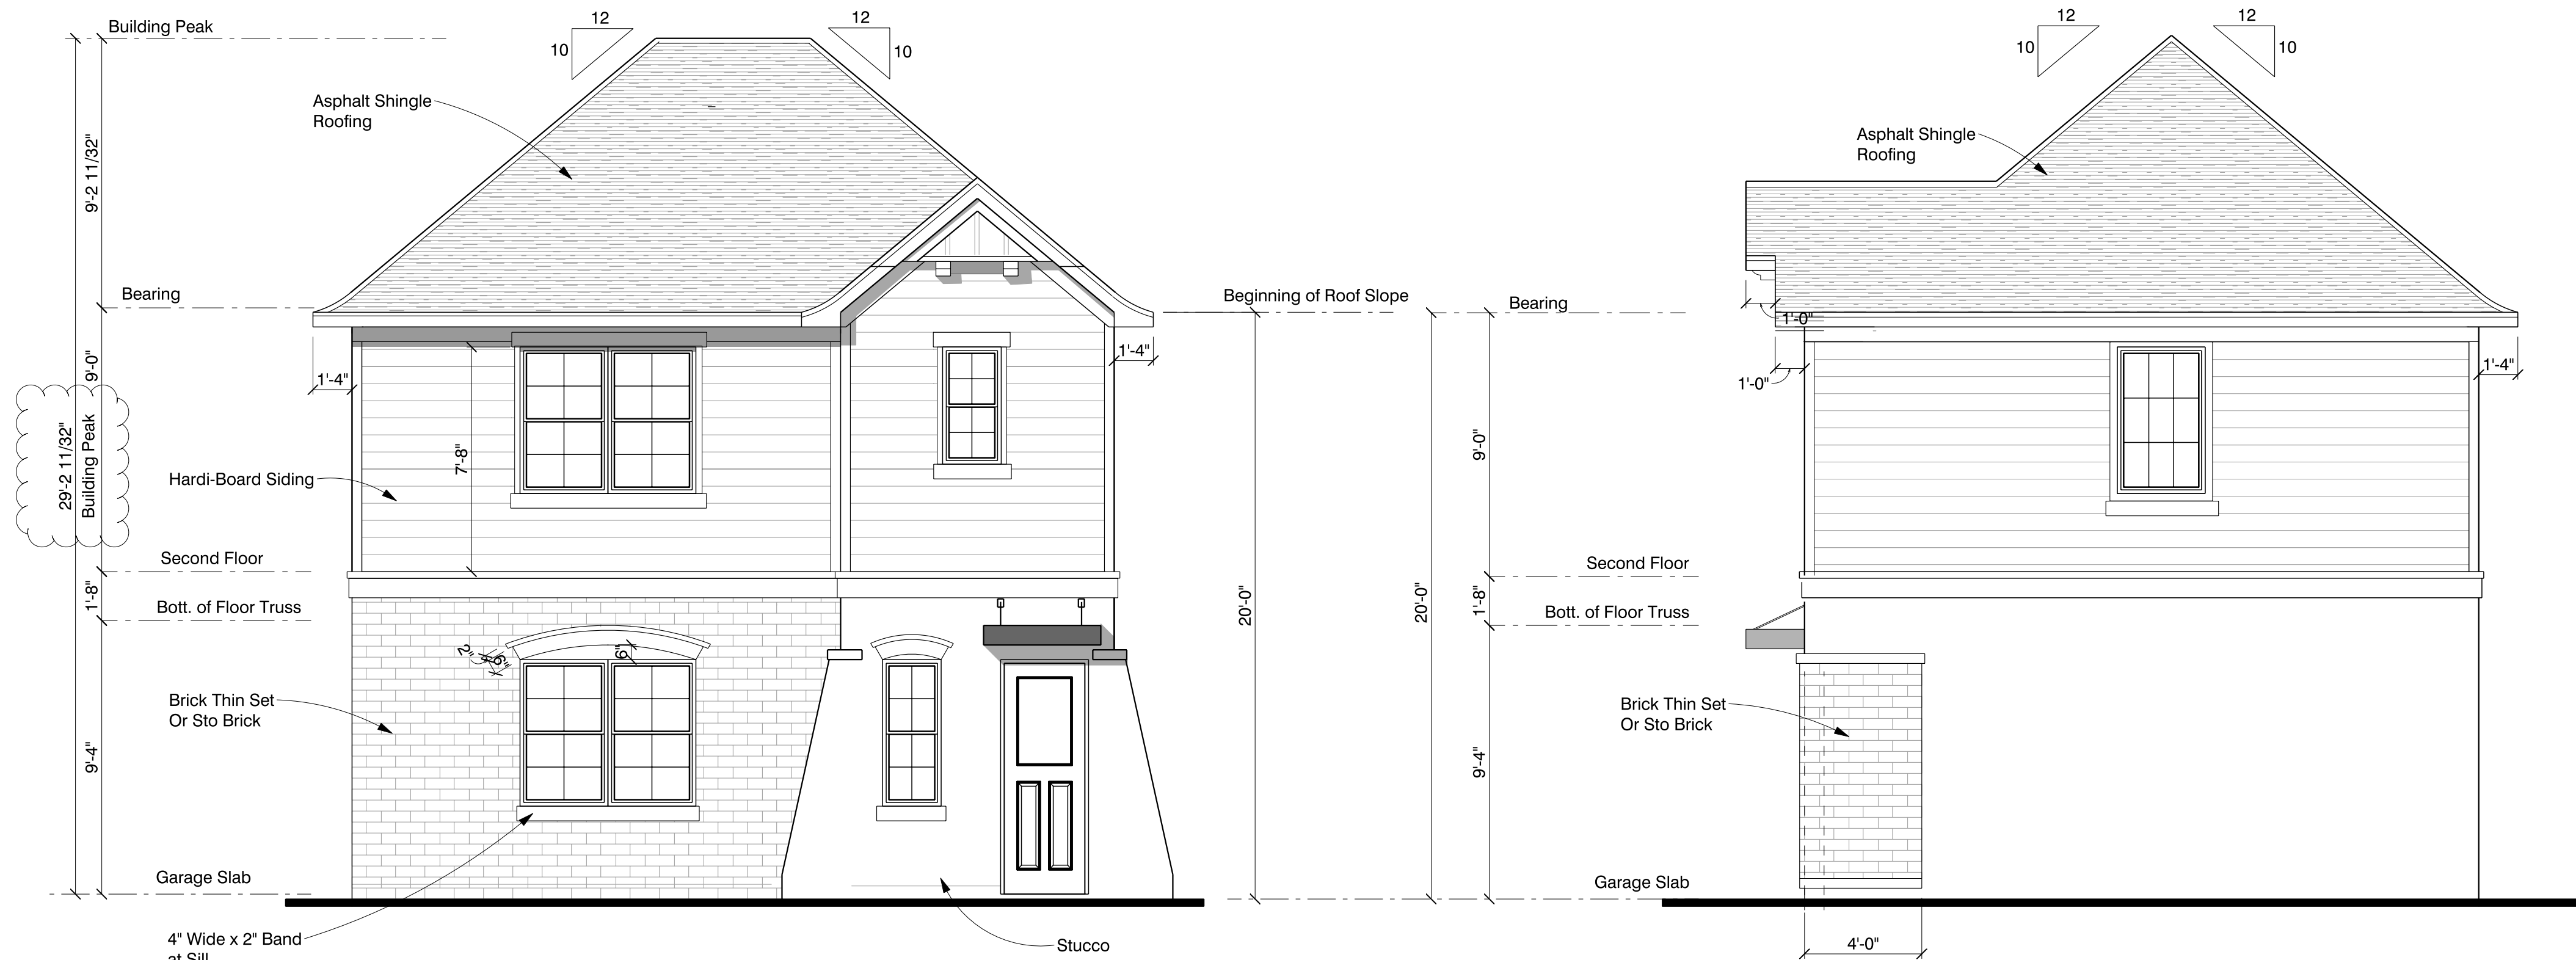 Building Peak
12
10
12
10
Asphalt Shingle
Roofing
9'-2 11/32"
Bearing
9'-0"
29'-2 11/32"
Building Peak
1'-4"
7'-8"
1'-4"
Hardi-Board Siding
Second Floor
1'-8"
Bott. of Floor Truss
2"
6"
6"
Brick Thin Set
Or Sto Brick
9'-4"
Garage Slab
4" Wide x 2" Band
at Sill
Stucco
Beginning of Roof Slope
20'-0"
12
10
12
10
Asphalt Shingle
Roofing
Bearing
1'-0"
1'-0"
1'-4"
9'-0"
20'-0"
Second Floor
1'-8"
Bott. of Floor Truss
Brick Thin Set
Or Sto Brick
9'-4"
Garage Slab
4'-0"